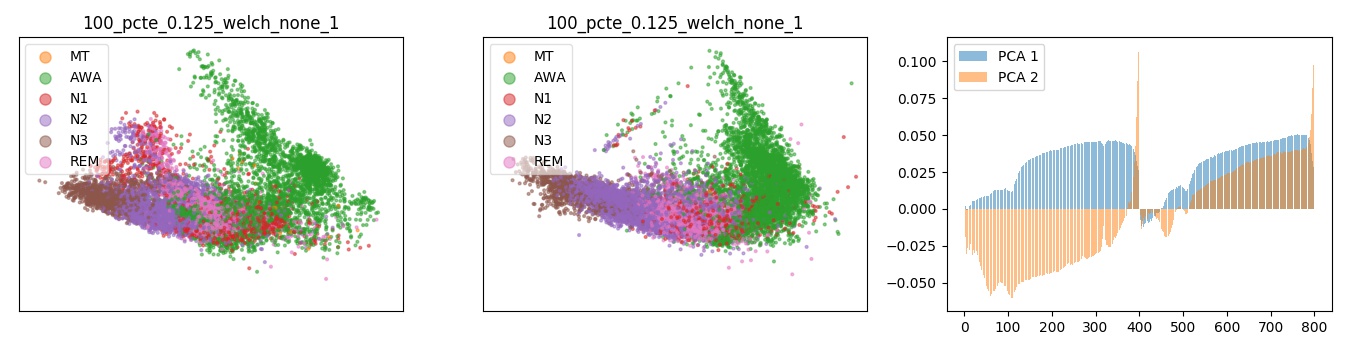 100_pcte_0.125_welch_none_1
MT
AWA
N1
N2
N3
REM
100_pcte_0.125_welch_none_1
MT
AWA
N1
N2
N3
REM
PCA 1
PCA 2
0.100
0.075
0.050
0.025
0.000
−0.025
−0.050
0 100 200 300 400 500 600 700 800